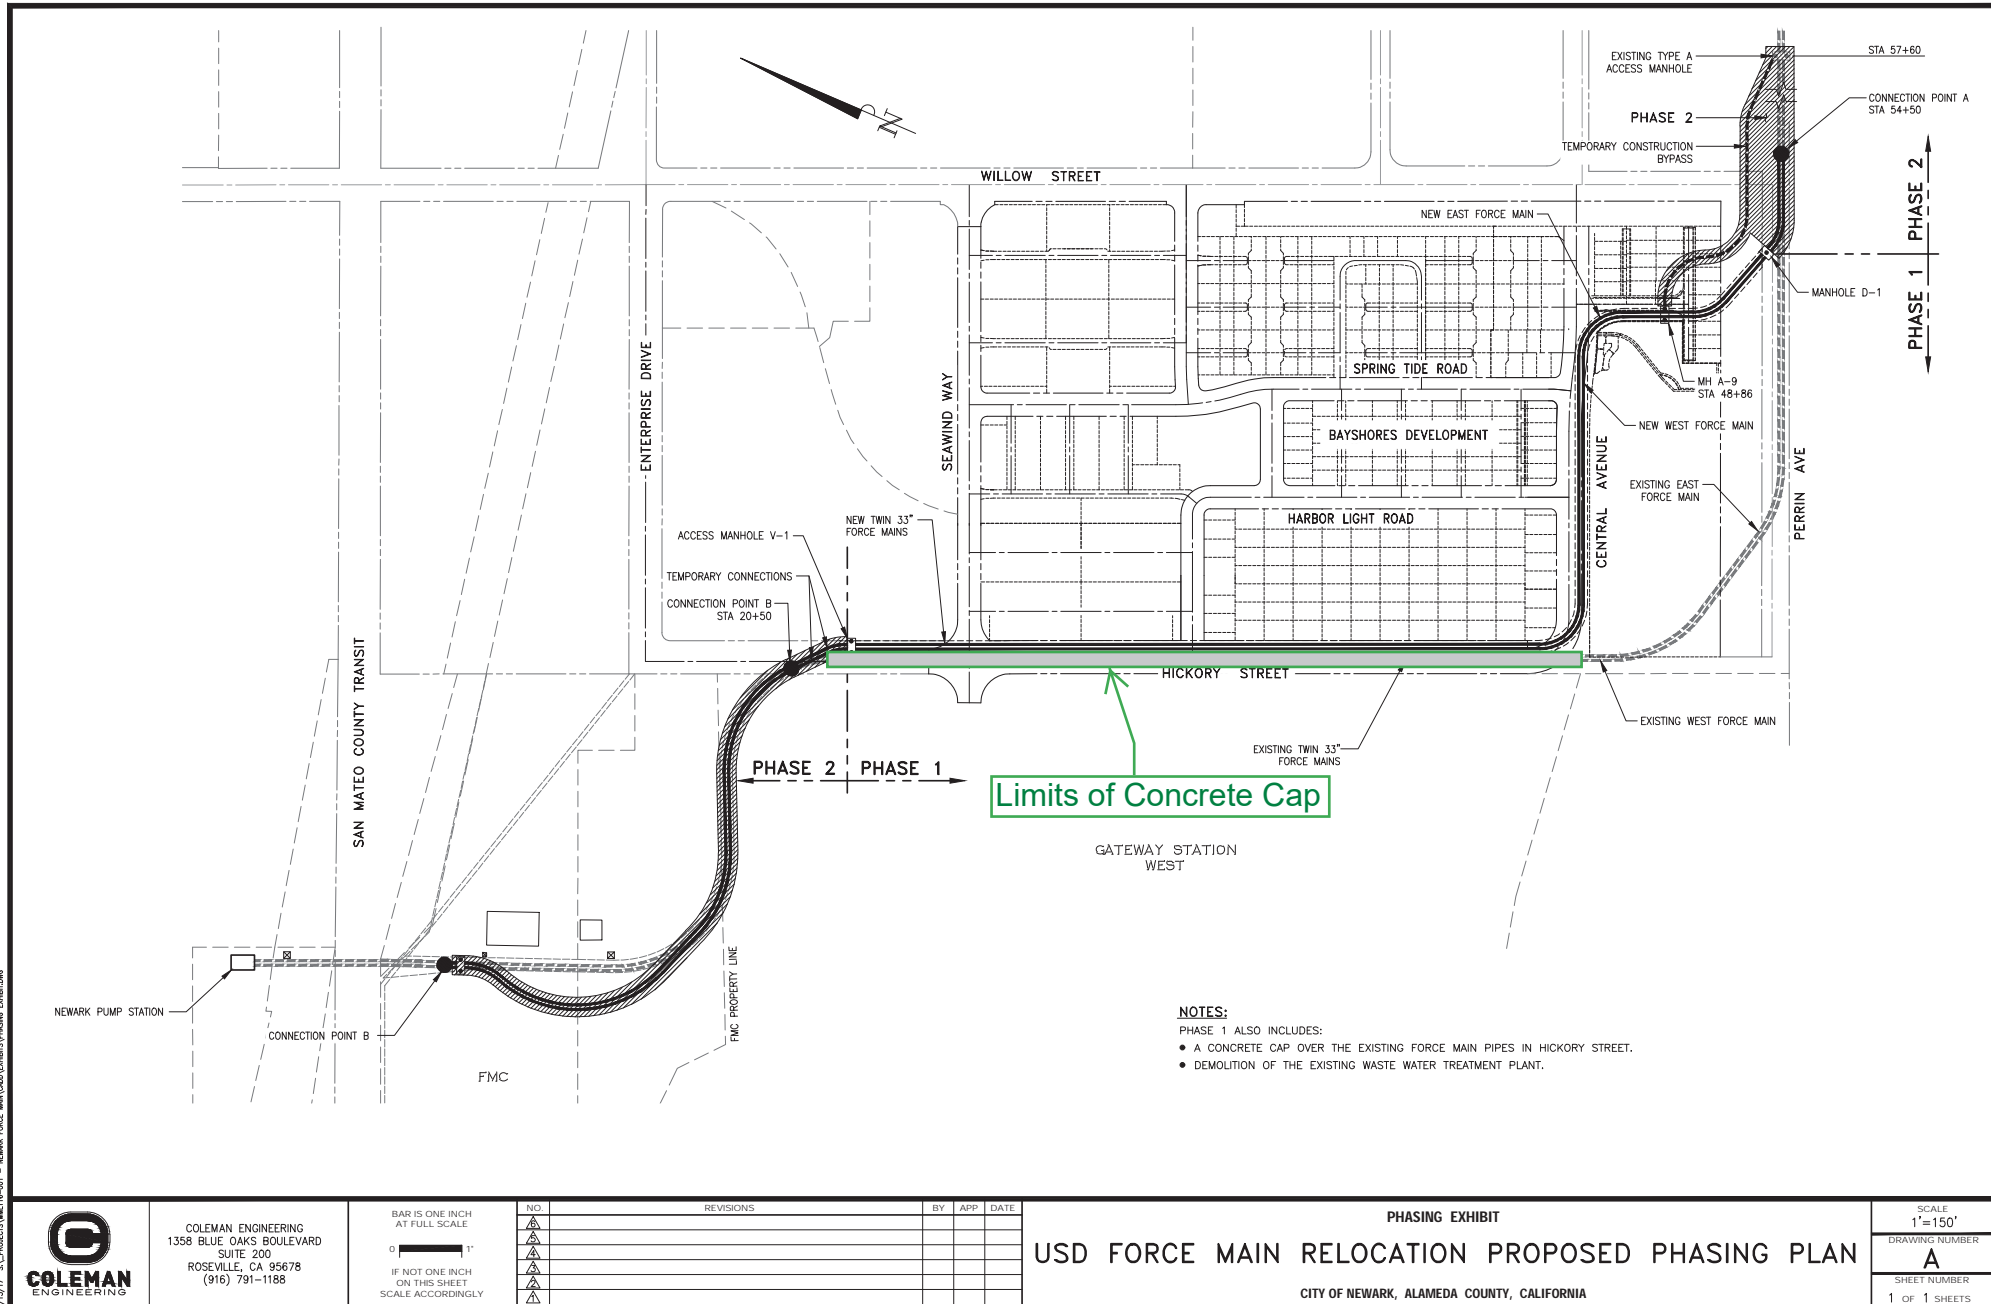 EXISTING TYPE A
ACCESS MANHOLE
STA 57+60
CONNECTION POINT A
STA 54+50
PHASE 2
TEMPORARY CONSTRUCTION
BYPASS
PHASE 2
PHASE 1
N
WILLOW STREET
NEW EAST FORCE MAIN
MANHOLE D-1
ENTERPRISE DRIVE
SEAWIND WAY
SPRING TIDE ROAD
MH A-9
STA 48+86
NEW WEST FORCE MAIN
BAYSHORES DEVELOPMENT
CENTRAL AVENUE
EXISTING EAST
FORCE MAIN
PERRIN AVE
HARBOR LIGHT ROAD
NEW TWIN 33"
FORCE MAINS
ACCESS MANHOLE V-1
TEMPORARY CONNECTIONS
CONNECTION POINT B
STA 20+50
HICKORY STREET
SAN MATEO COUNTY TRANSIT
EXISTING WEST FORCE MAIN
EXISTING TWIN 33"
FORCE MAINS
PHASE 2
PHASE 1
Limits of Concrete Cap
GATEWAY STATION
WEST
FMC PROPERTY LINE
NEWARK PUMP STATION
CONNECTION POINT B
FMC
NOTES:
PHASE 1 ALSO INCLUDES:
• A CONCRETE CAP OVER THE EXISTING FORCE MAIN PIPES IN HICKORY STREET.
• DEMOLITION OF THE EXISTING WASTE WATER TREATMENT PLANT.
COLEMAN
ENGINEERING
COLEMAN ENGINEERING
1358 BLUE OAKS BOULEVARD
SUITE 200
ROSEVILLE, CA 95678
(916) 791-1188
BAR IS ONE INCH
AT FULL SCALE
0 1"
IF NOT ONE INCH
ON THIS SHEET
SCALE ACCORDINGLY
NO. REVISIONS BY APP DATE
6
5
4
3
2
1
PHASING EXHIBIT
USD FORCE MAIN RELOCATION PROPOSED PHASING PLAN
CITY OF NEWARK, ALAMEDA COUNTY, CALIFORNIA
SCALE
1'=150'
DRAWING NUMBER
A
SHEET NUMBER
1 OF 1 SHEETS